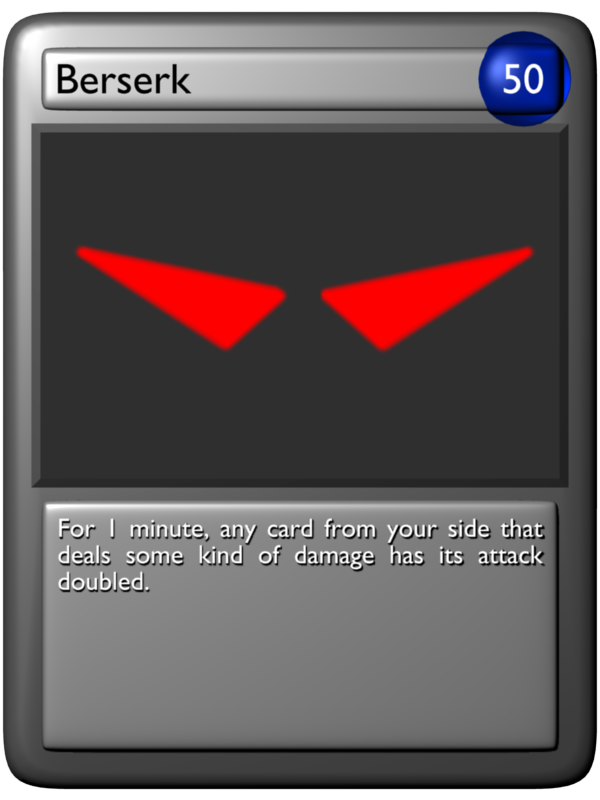 Berserk
50
For 1 minute, any card from your side that
deals some kind of damage has its attack
doubled.